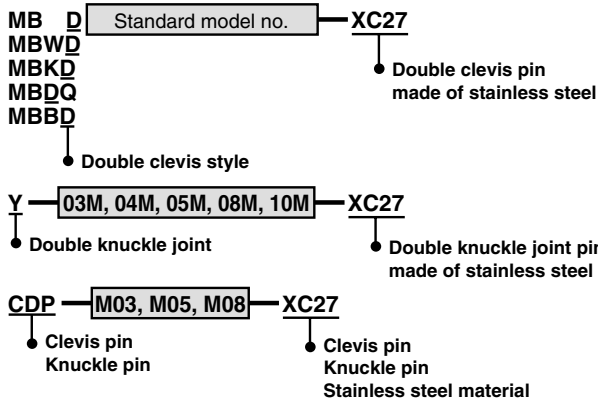 MB D Standard model no. XC27
MBWD
MBKD
MBDQ
MBBD
Double clevis pin
made of stainless steel
Double clevis style
Y 03M, 04M, 05M, 08M, 10M XC27
Double knuckle joint
Double knuckle joint pin
made of stainless steel
CDP M03, M05, M08 XC27
Clevis pin
Knuckle pin
Clevis pin
Knuckle pin
Stainless steel material